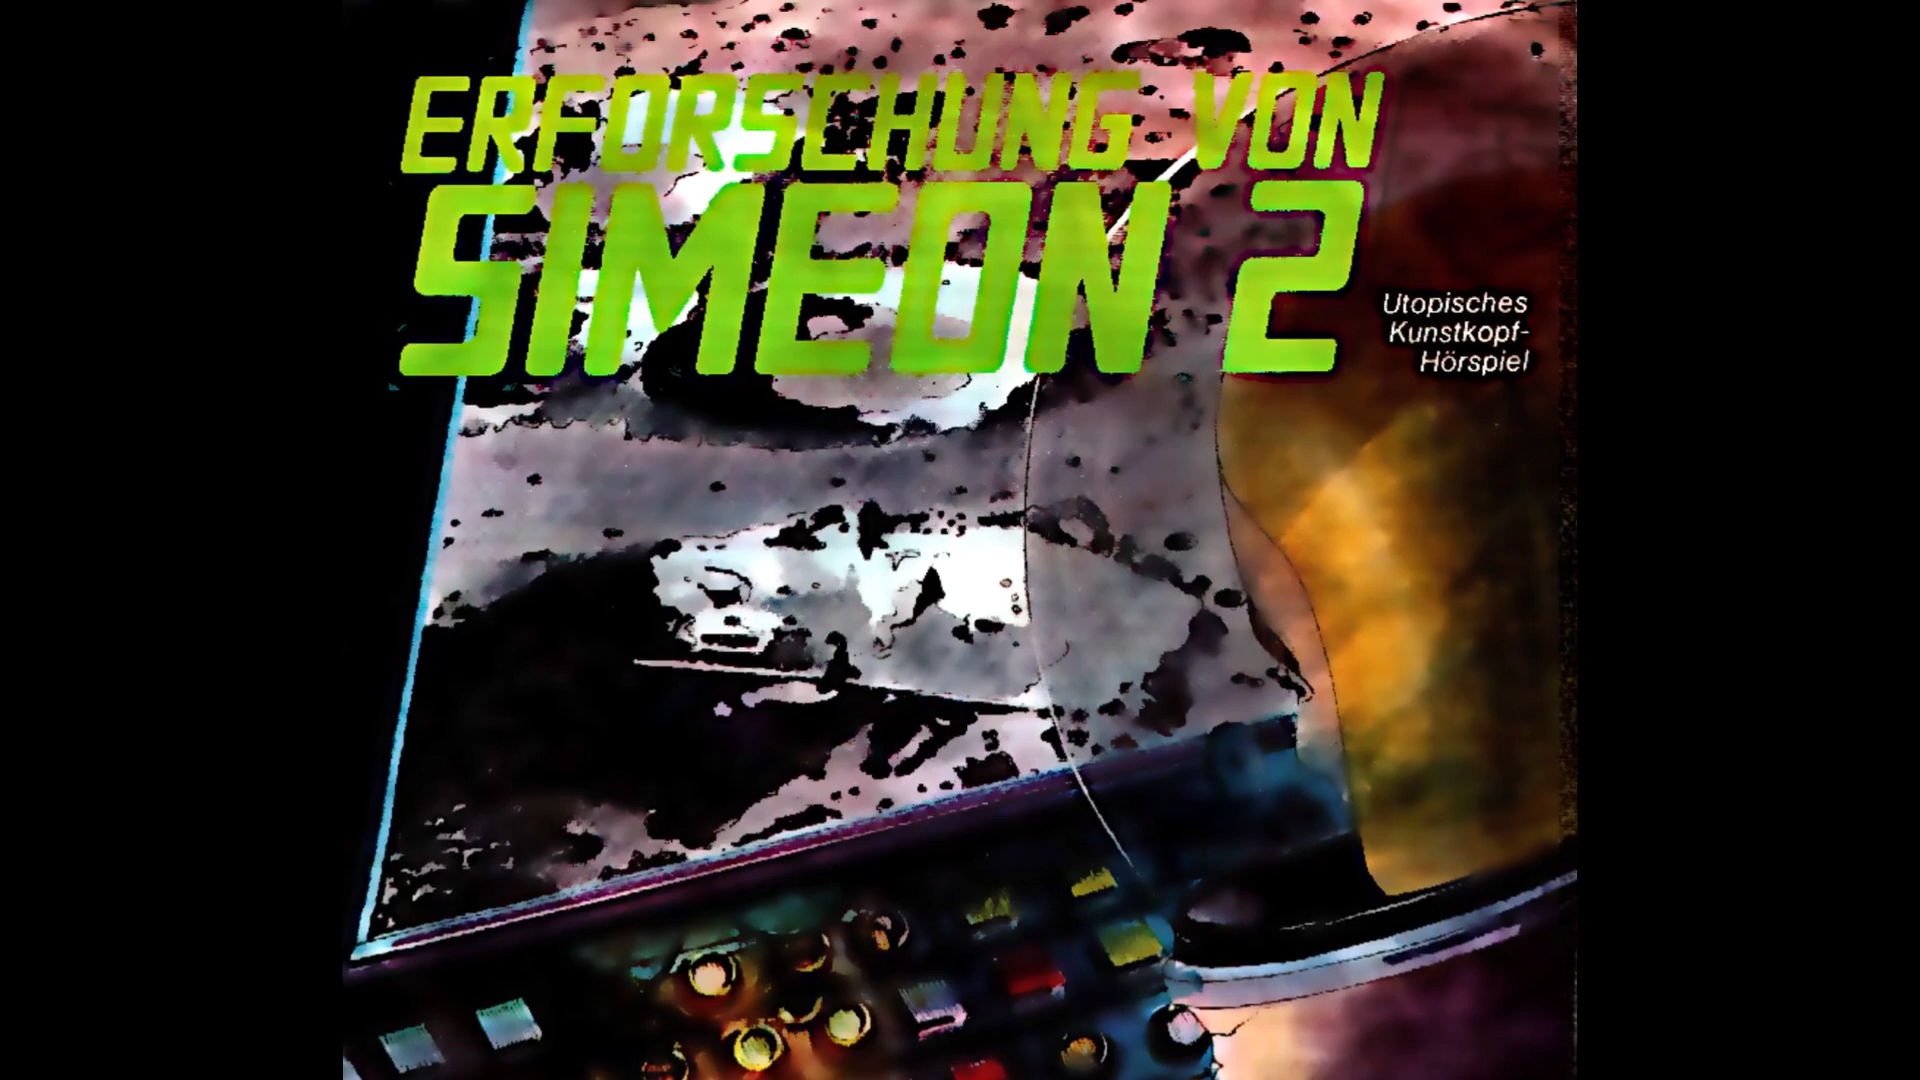 ERFORSCHUNG VON
SIMEON 2
Utopisches
Kunstkopf-
Hörspiel